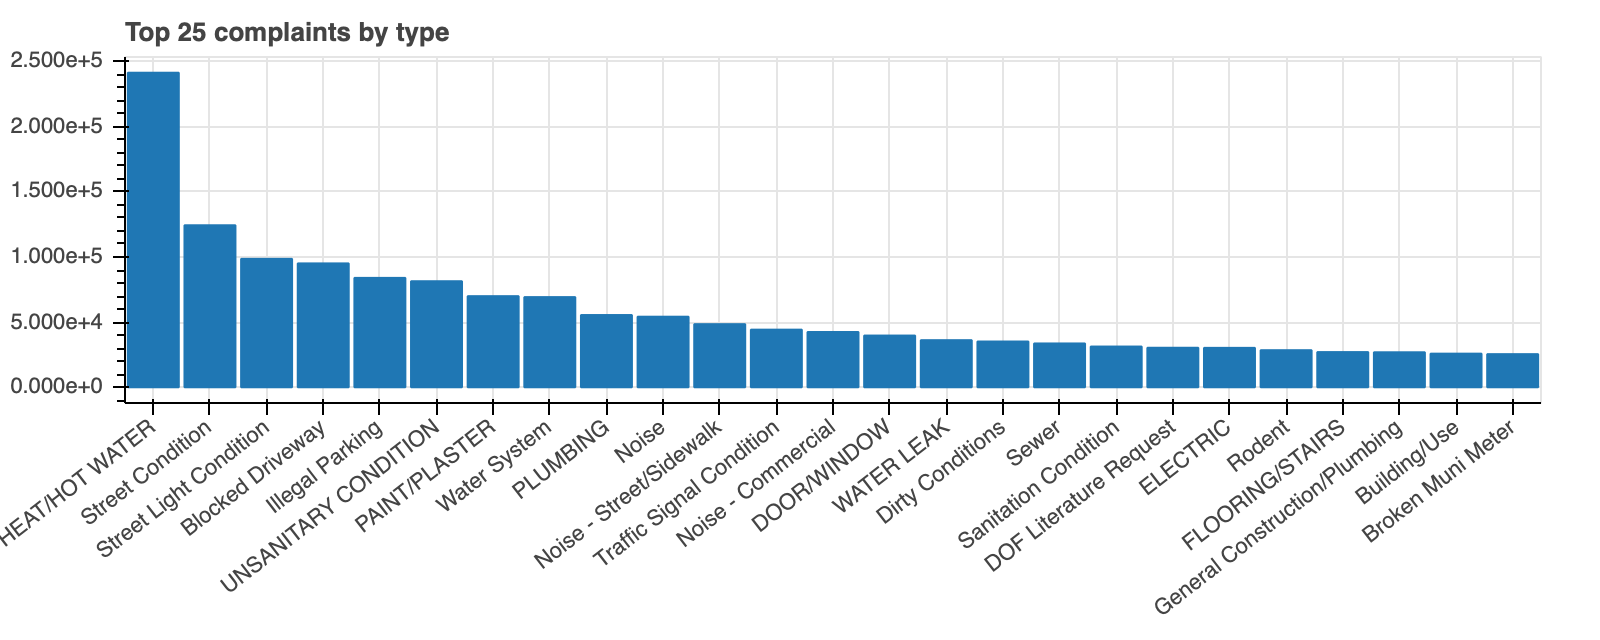 Top 25 complaints by type
2.500e+5
2.000e+5
1.500e+5
1.000e+5
5.000e+4
0.000e+0
HEAT/HOT WATER
Street Condition
Street Light Condition
Blocked Driveway
Illegal Parking
UNSANITARY CONDITION
PAINT/PLASTER
Water System
PLUMBING
Noise
Noise - Street/Sidewalk
Traffic Signal Condition
Noise - Commercial
DOOR/WINDOW
WATER LEAK
Dirty Conditions
Sewer
Sanitation Condition
DOF Literature Request
ELECTRIC
Rodent
FLOORING/STAIRS
General Construction/Plumbing
Building/Use
Broken Muni Meter